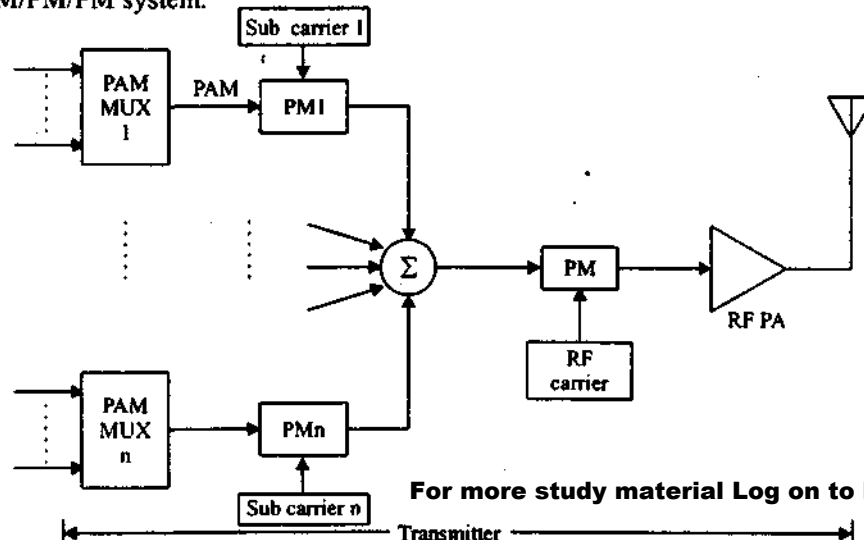 M/PM/PM system.
Sub carrier 1
PAM
MUX
1
PAM
PM1
Σ
PM
RF PA
RF
carrier
PAM
MUX
n
PMn
Sub carrier n
For more study material Log on to
Transmitter